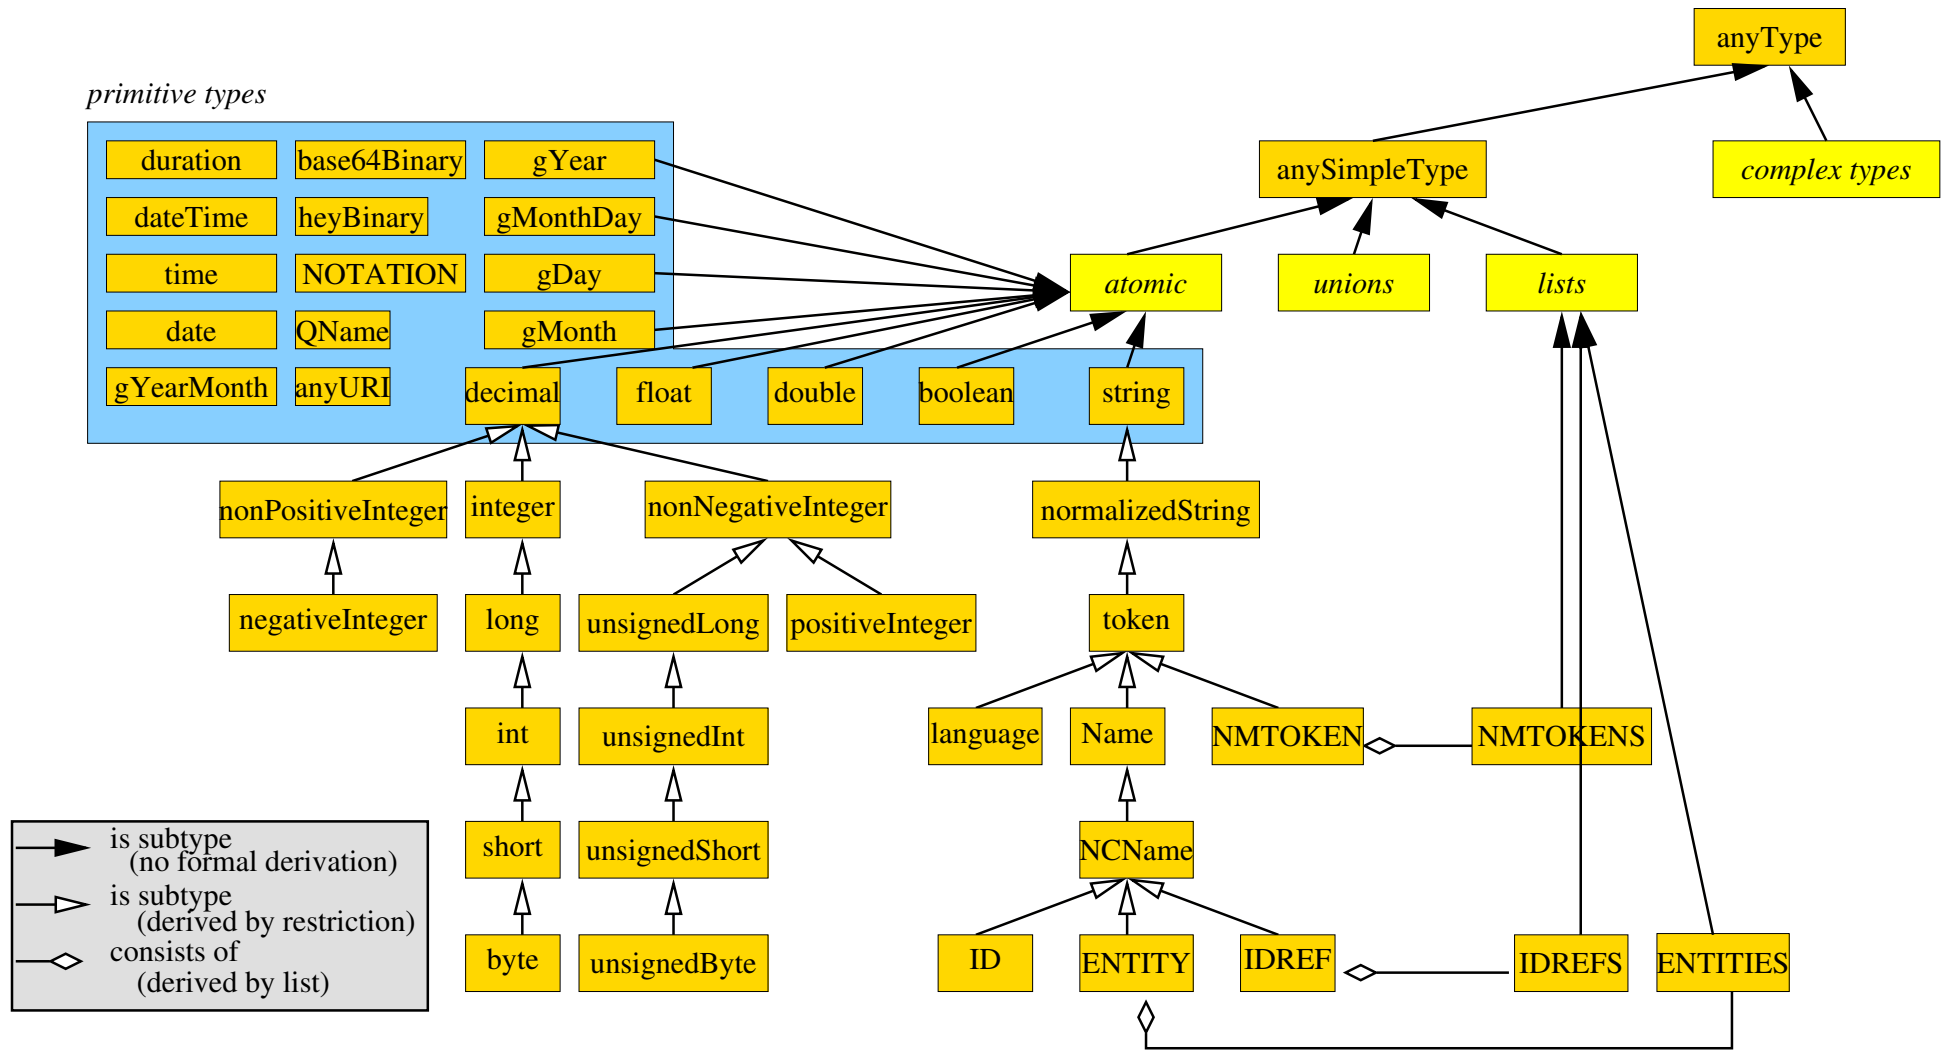 anyType
primitive types
duration
base64Binary
gYear
anySimpleType
complex types
dateTime
heyBinary
gMonthDay
time
NOTATION
gDay
atomic
unions
lists
date
QName
gMonth
gYearMonth
anyURI
decimal
float
double
boolean
string
nonPositiveInteger
integer
nonNegativeInteger
normalizedString
negativeInteger
long
unsignedLong
positiveInteger
token
int
unsignedInt
language
Name
NMTOKEN
NMTOKENS
short
unsignedShort
NCName
byte
unsignedByte
ID
ENTITY
IDREF
IDREFS
ENTITIES
is subtype
(no formal derivation)
is subtype
(derived by restriction)
consists of
(derived by list)